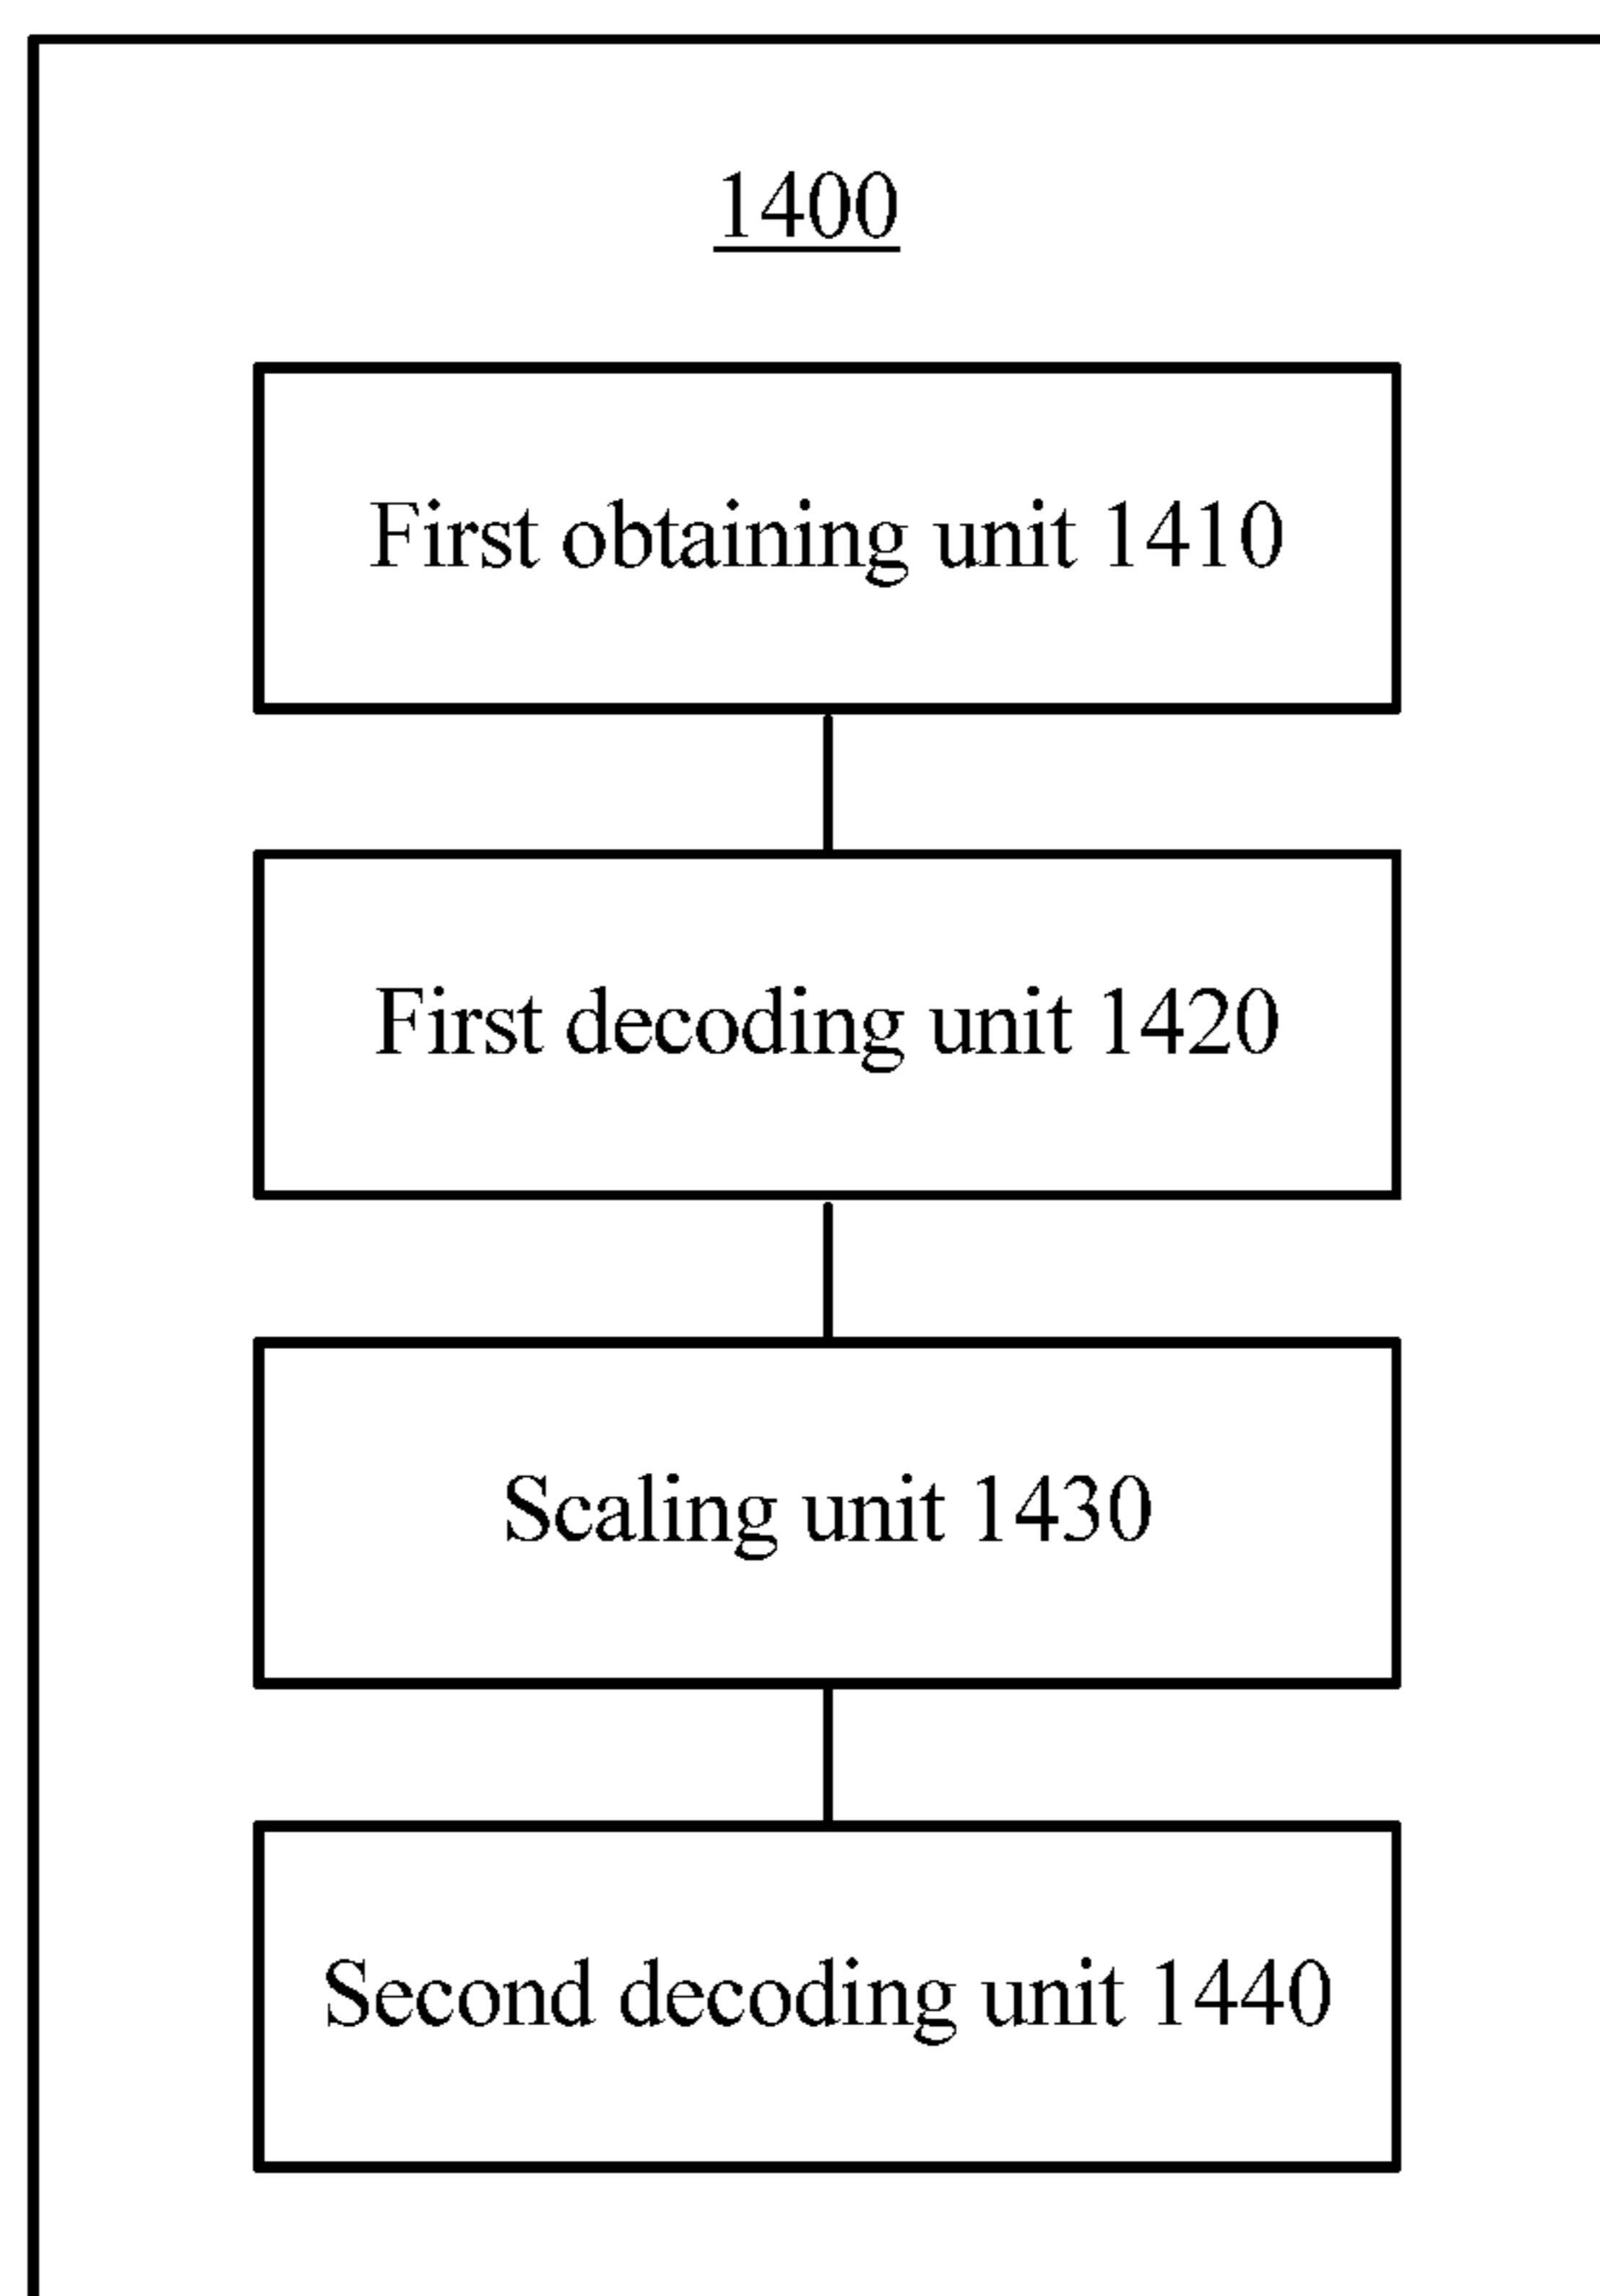 1400
First obtaining unit 1410
First decoding unit 1420
Scaling unit 1430
Second decoding unit 1440